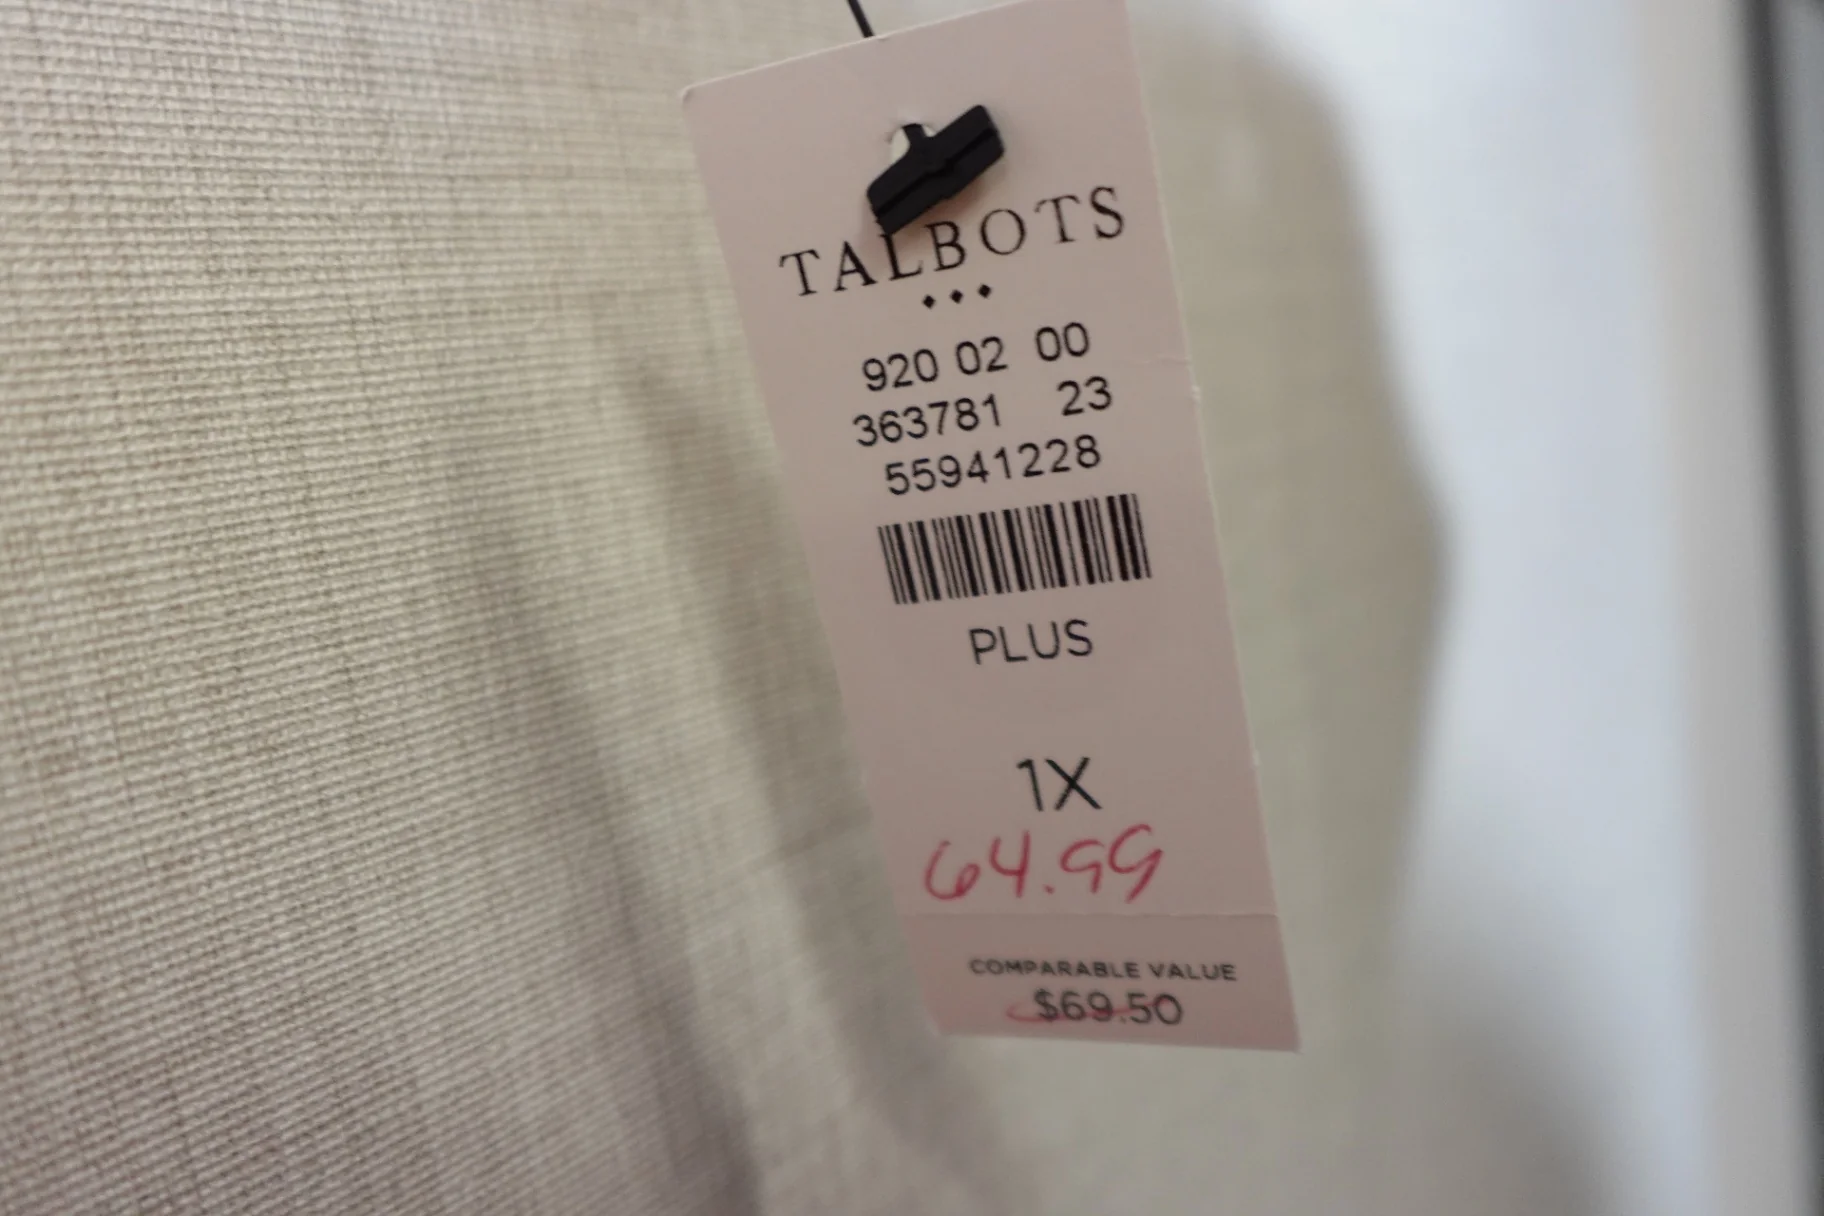 TALBOTS
920 02 00
363781 23
55941228
PLUS
1X
64.99
COMPARABLE VALUE
$69.50